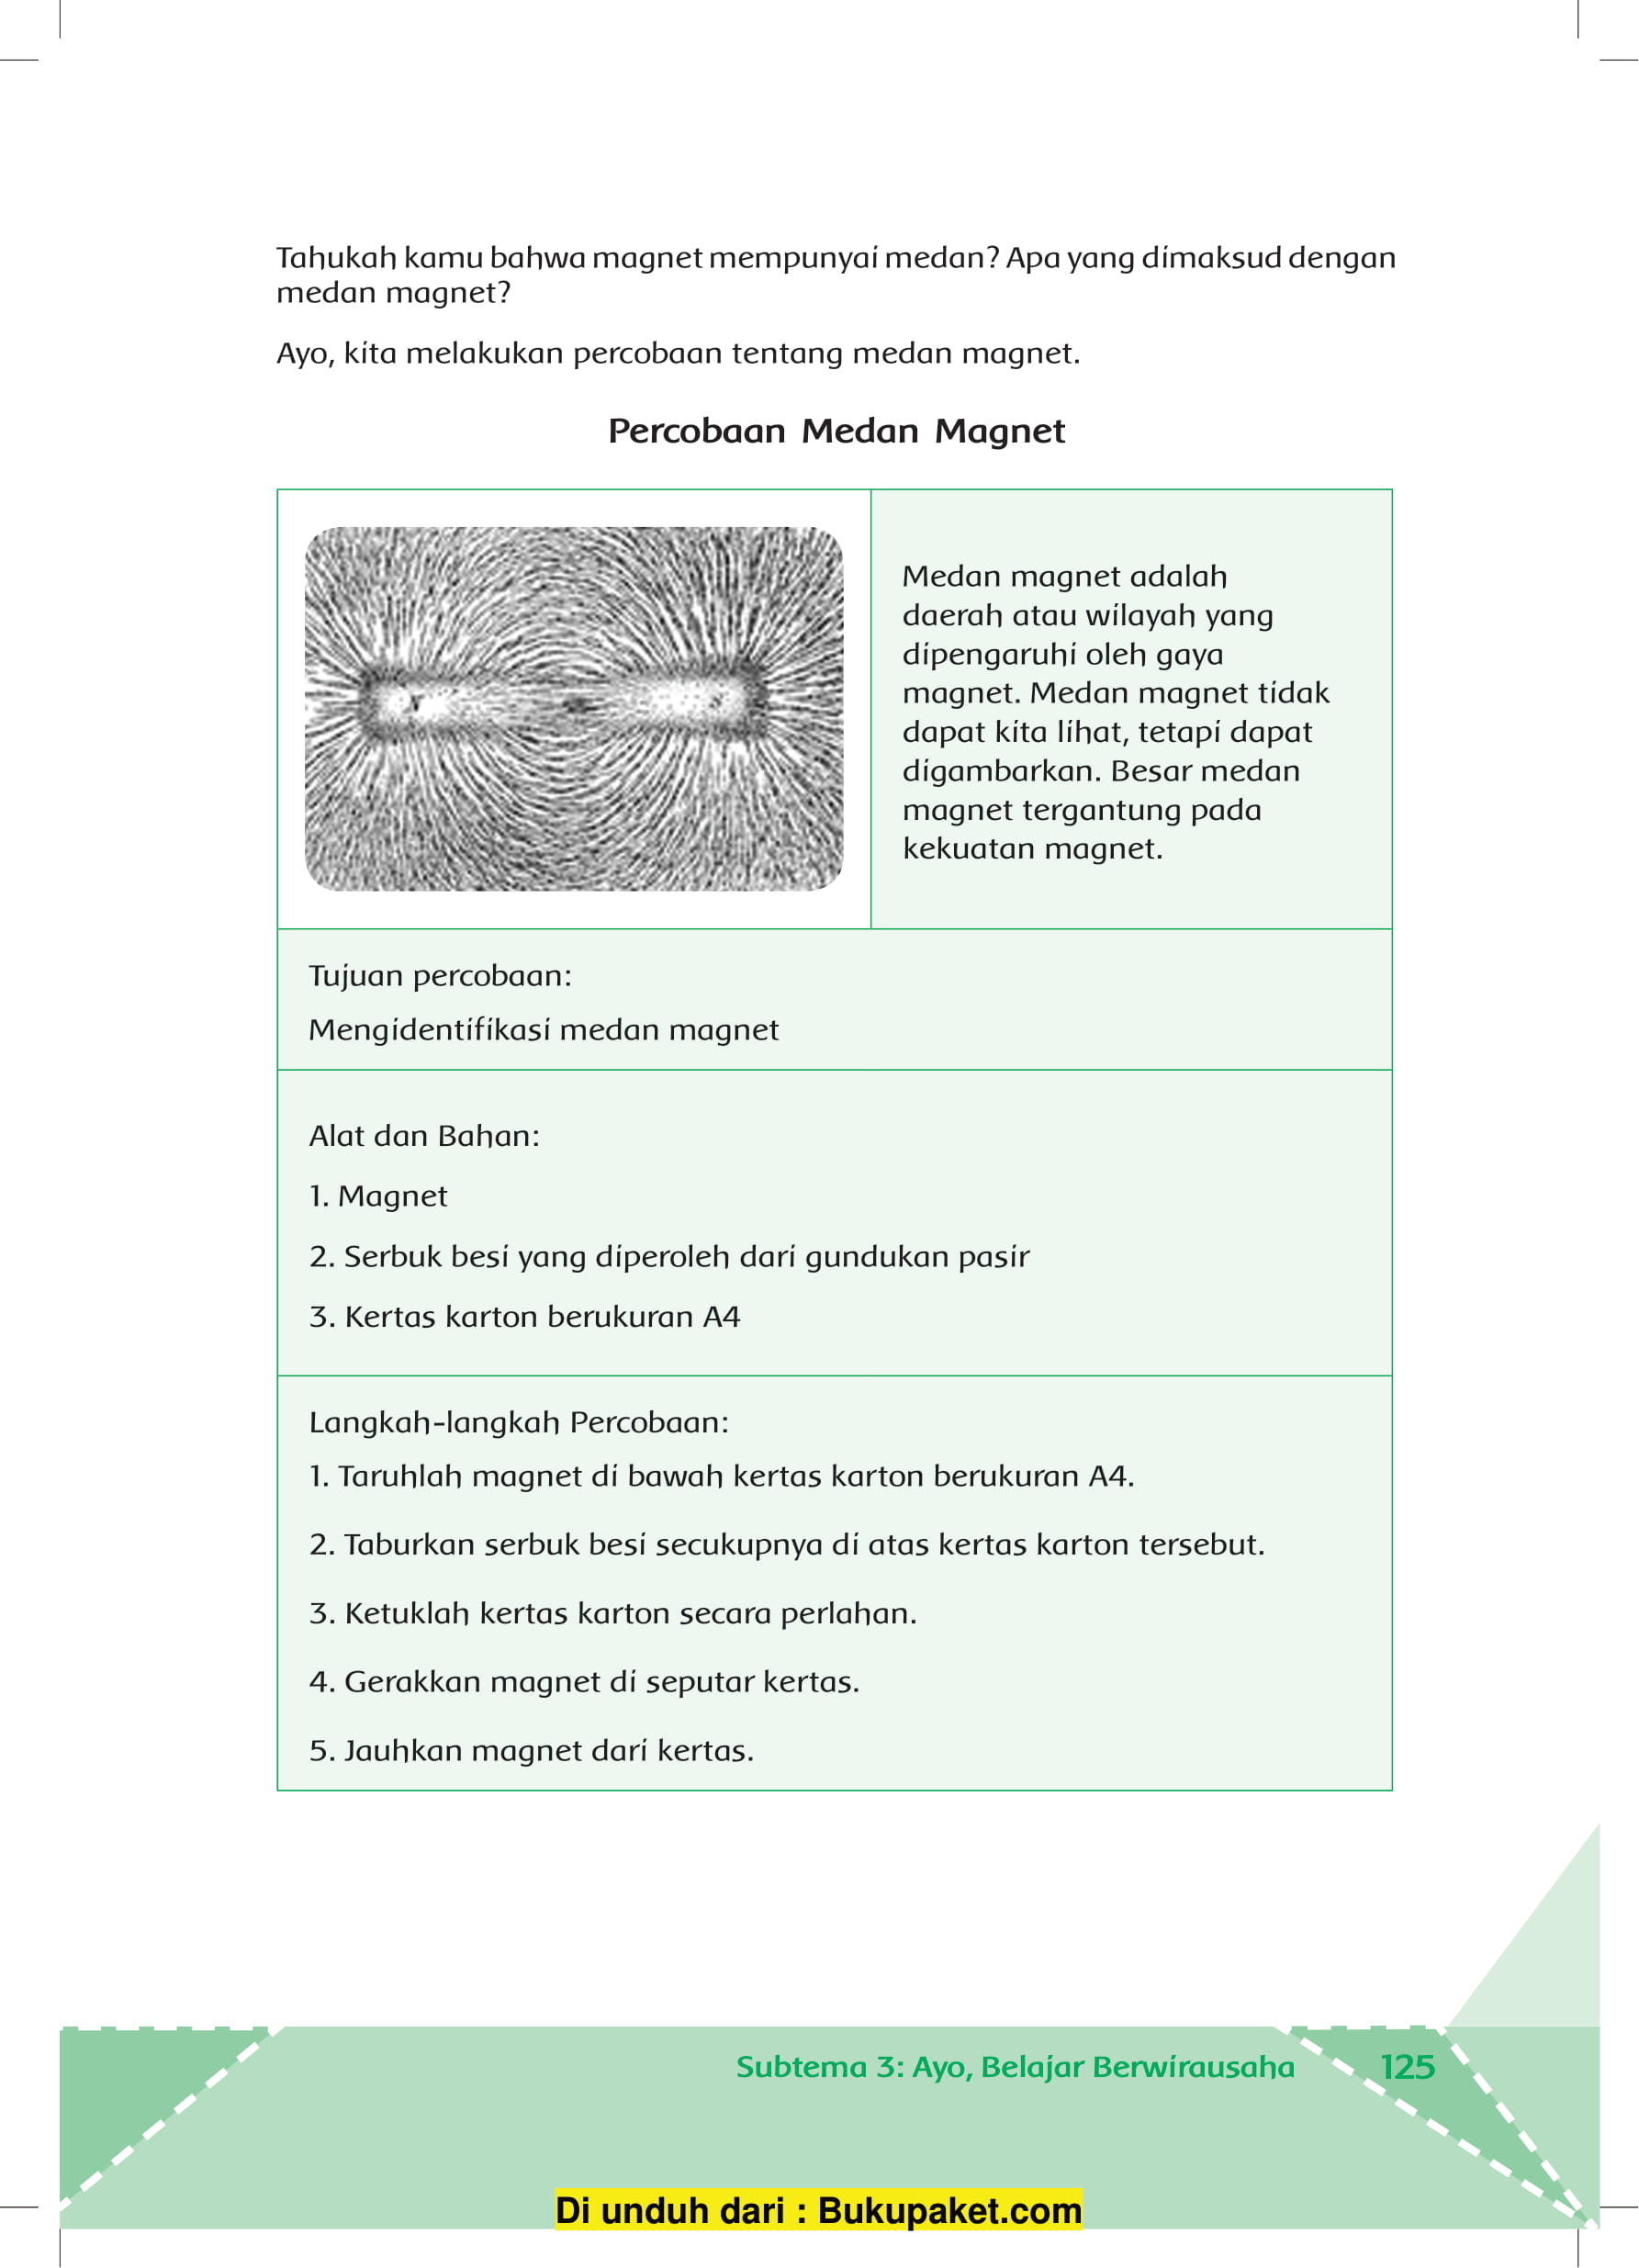 Tahukah kamu bahwa magnet mempunyai medan? Apa yang dimaksud dengan
medan magnet?
Ayo, kita melakukan percobaan tentang medan magnet.
Percobaan Medan Magnet
Medan magnet adalah
daerah atau wilayah yang
dipengaruhi oleh gaya
magnet. Medan magnet tidak
dapat kita lihat, tetapi dapat
digambarkan. Besar medan
magnet tergantung pada
kekuatan magnet.
Tujuan percobaan:
Mengidentifikasi medan magnet
Alat dan Bahan:
1. Magnet
2. Serbuk besi yang diperoleh dari gundukan pasir
3. Kertas karton berukuran A4
Langkah-langkah Percobaan:
1. Taruhlah magnet di bawah kertas karton berukuran A4.
2. Taburkan serbuk besi secukupnya di atas kertas karton tersebut.
3. Ketuklah kertas karton secara perlahan.
4. Gerakkan magnet di seputar kertas.
5. Jauhkan magnet dari kertas.
Subtema 3: Ayo, Belajar Berwirausaha 125
Di unduh dari : Bukupaket.com